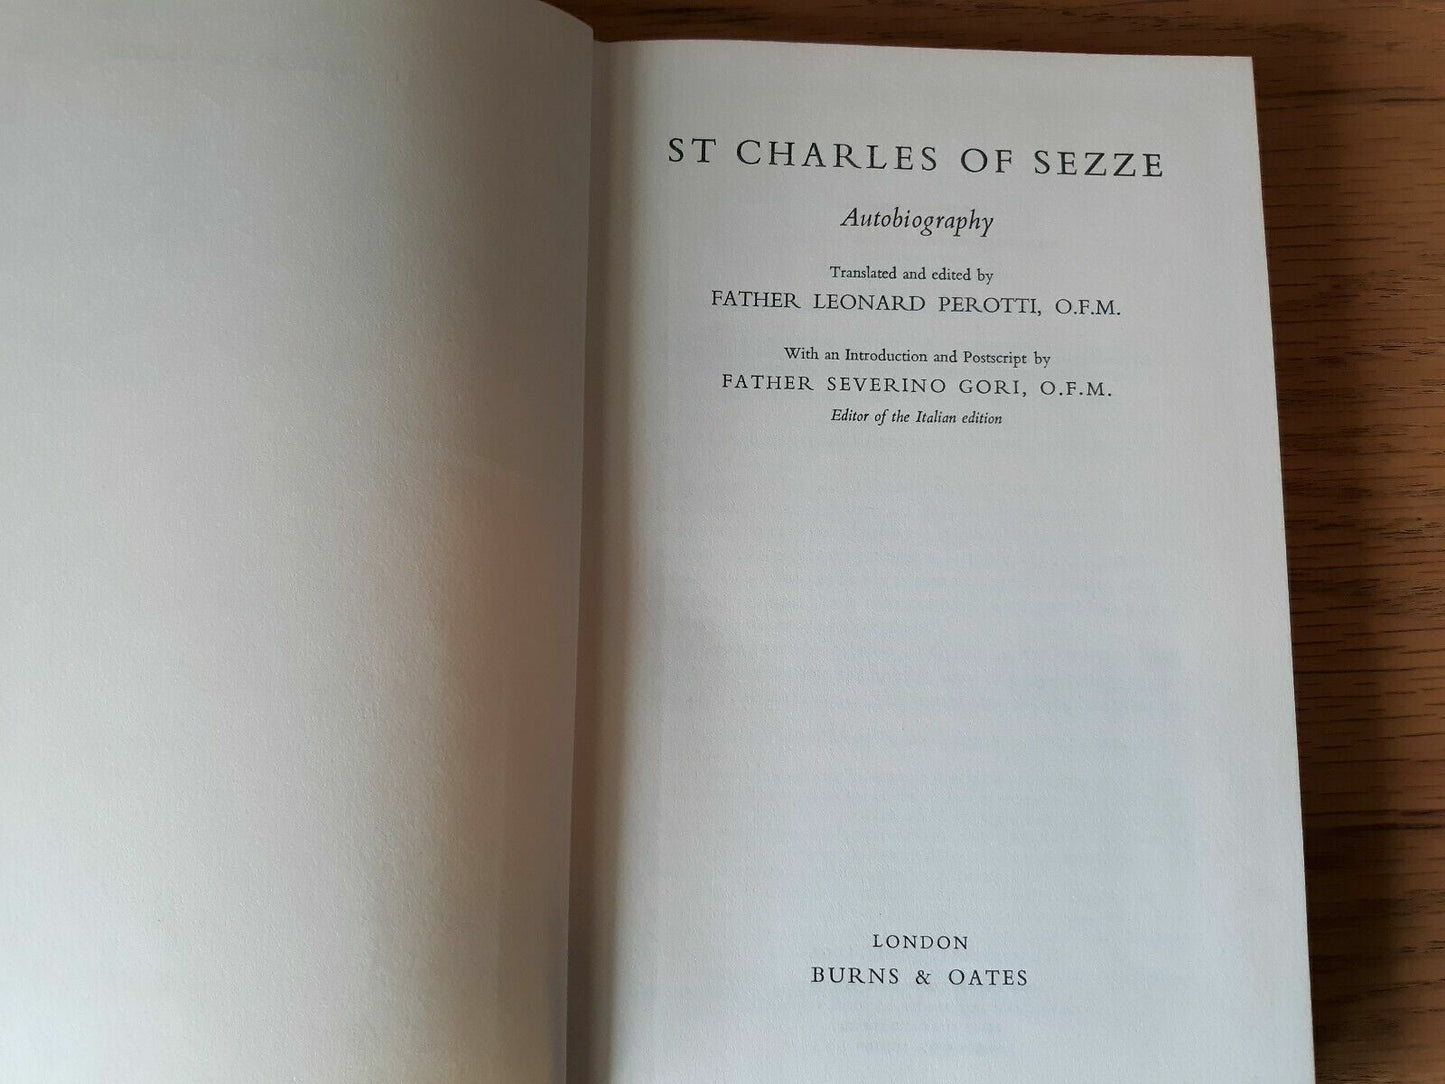 ST CHARLES OF SEZZE
Autobiography
Translated and edited by
FATHER LEONARD PEROTTI, O.F.M.
With an Introduction and Postscript by
FATHER SEVERINO GORI, O.F.M.
Editor of the Italian edition
LONDON
BURNS & OATES